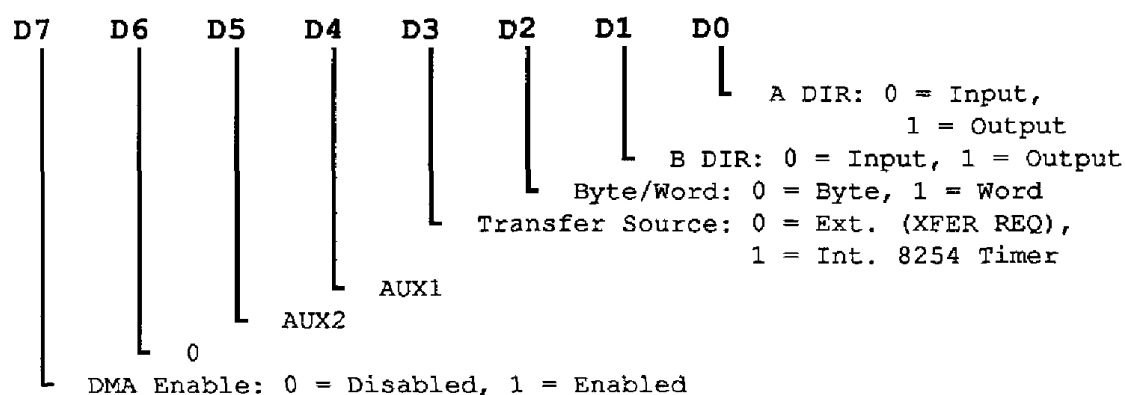 D7 D6 D5 D4 D3 D2 D1 D0
A DIR: 0 = Input,
1 = Output
B DIR: 0 = Input, 1 = Output
Byte/Word: 0 = Byte, 1 = Word
Transfer Source: 0 = Ext. (XFER REQ),
1 = Int. 8254 Timer
AUX1
AUX2
0
DMA Enable: 0 = Disabled, 1 = Enabled